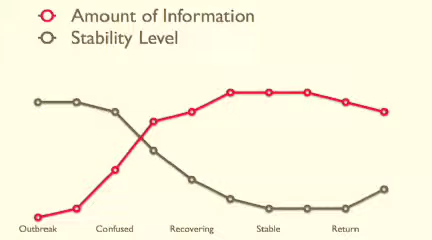 Amount of Information
Stability Level
Outbreak Confused Recovering Stable Return